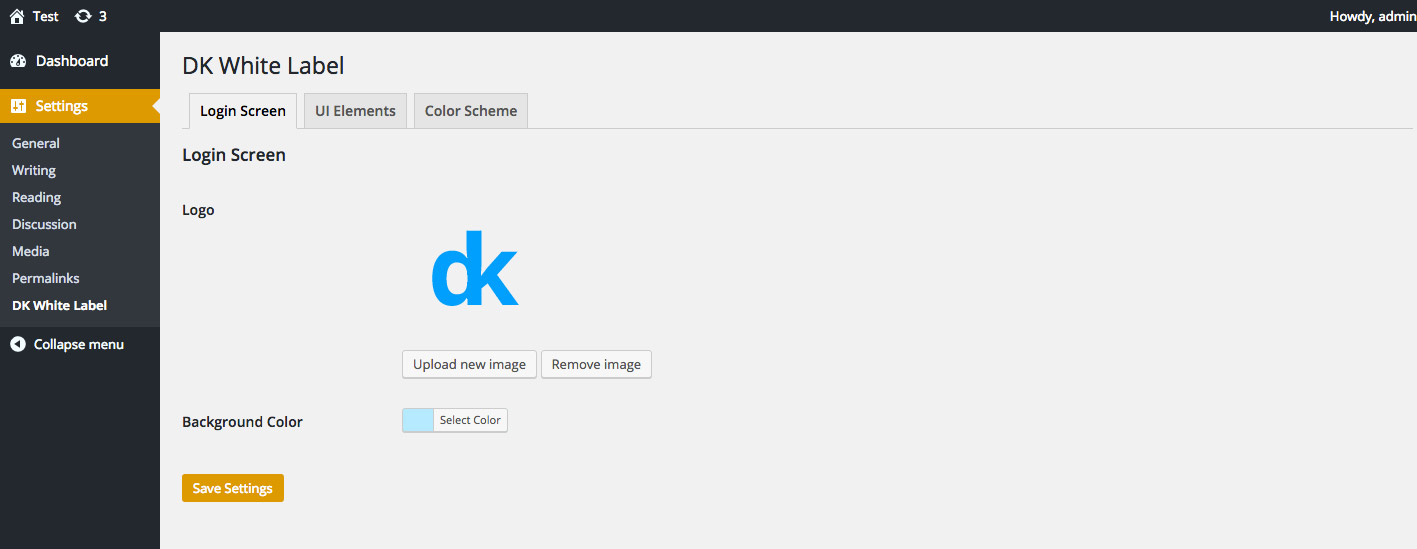 Test 3 Howdy, admin
Dashboard
Settings
General
Writing
Reading
Discussion
Media
Permalinks
DK White Label
Collapse menu
DK White Label
Login Screen UI Elements Color Scheme
Login Screen
Logo
dk
Upload new image Remove image
Background Color Select Color
Save Settings